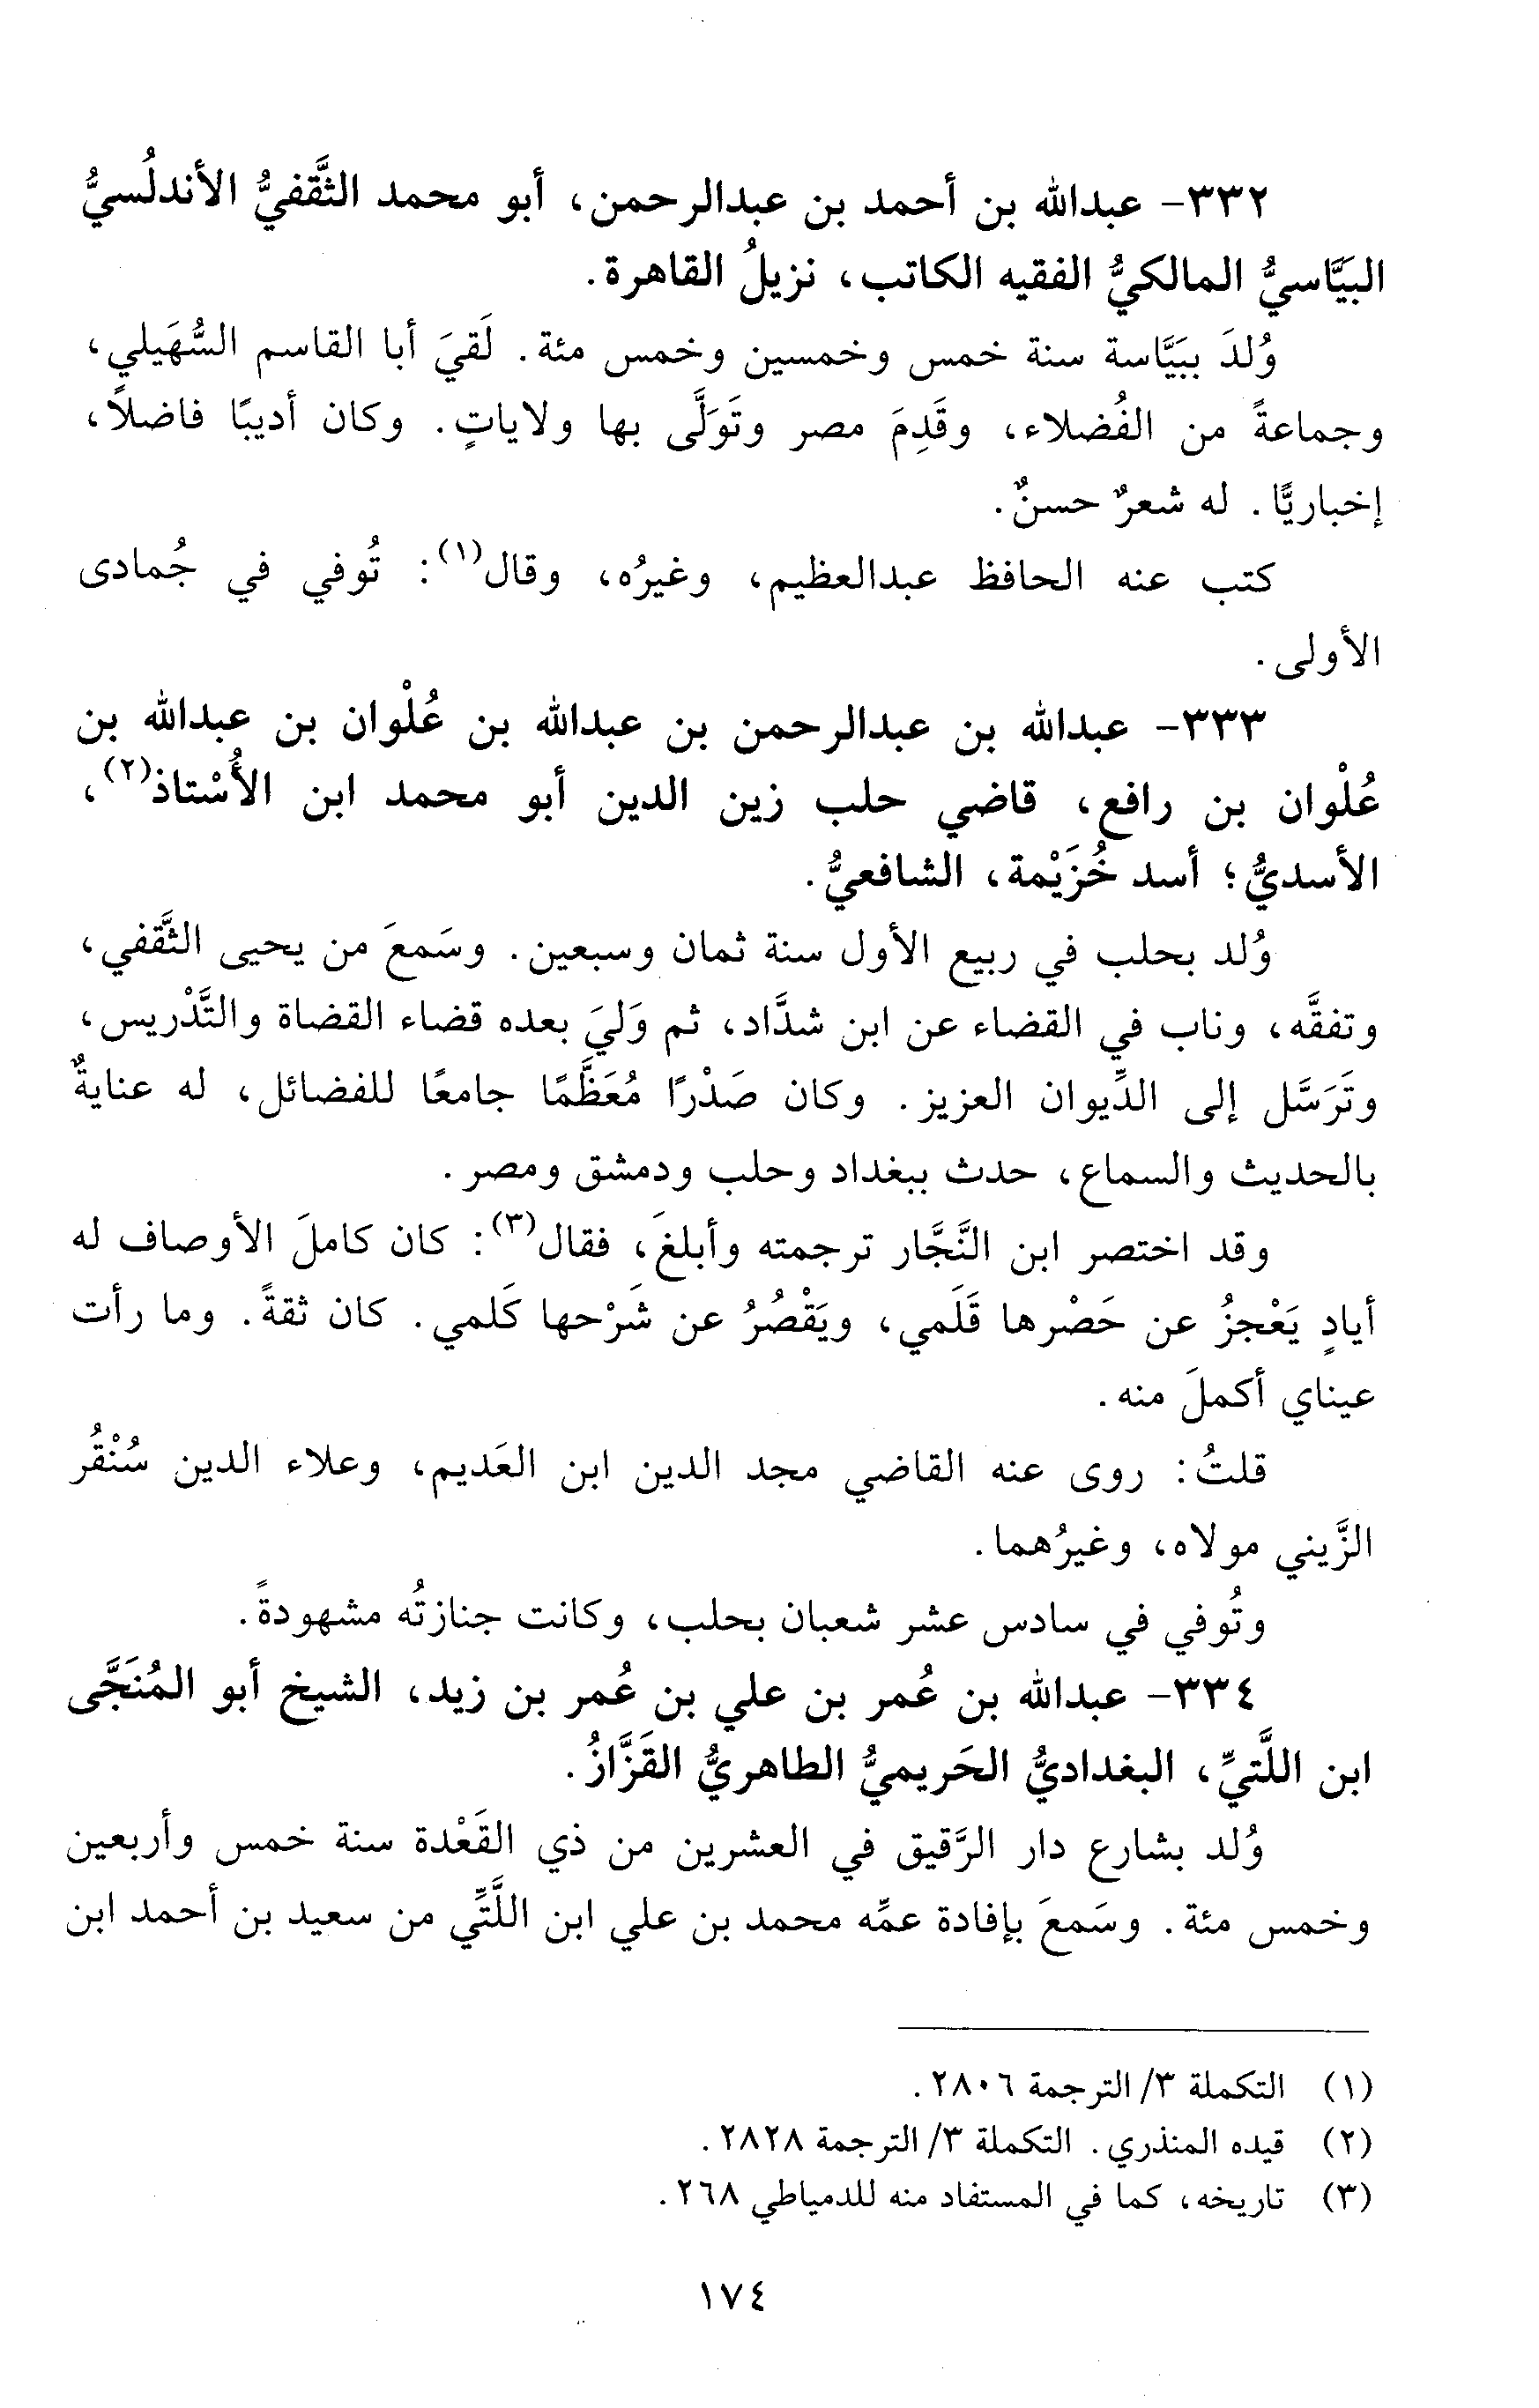 ٣٣٢- عبدالله بن أحمد بن عبدالرحمن، أبو محمد الثَّقفيُّ الأندلُسيُّ
البَيَّاسيُّ المالكيُّ الفقيه الكاتب، نزيلُ القاهرة.
وُلدَ ببَيَّاسة سنة خمس وخمسين وخمس مئة. لَقيَ أبا القاسم السُّهَيلي،
وجماعةً من الفُضلاء، وقَدِمَ مصر وتَوَلَّى بها ولاياتٍ. وكان أديبًا فاضلاً،
إخباريًّا. له شعرٌ حسنٌ.
كتب عنه الحافظ عبدالعظيم، وغيرُه، وقال(١): تُوفي في جُمادى
الأولى.
٣٣٣- عبدالله بن عبدالرحمن بن عبدالله بن عُلْوان بن عبدالله بن
عُلْوان بن رافع، قاضي حلب زين الدين أبو محمد ابن الأُسْتاذ(٢)،
الأسديُّ؛ أسد خُزَيْمة، الشافعيُّ.
وُلد بحلب في ربيع الأول سنة ثمان وسبعين. وسَمعَ من يحيى الثَّقفي،
وتفقَّه، وناب في القضاء عن ابن شدَّاد، ثم وَليَ بعده قضاء القضاة والتَّدْريس،
وتَرَسَّل إلى الدِّيوان العزيز. وكان صَدْرًا مُعَظَّمًا جامعًا للفضائل، له عنايةٌ
بالحديث والسماع، حدث ببغداد وحلب ودمشق ومصر.
وقد اختصر ابن النَّجَّار ترجمته وأبلغَ، فقال(٣): كان كاملَ الأوصاف له
أيادٍ يَعْجزُ عن حَصْرها قَلَمي، ويَقْصُرُ عن شَرْحها كَلمي. كان ثقةً. وما رأت
عيناي أكملَ منه.
قلتُ: روى عنه القاضي مجد الدين ابن العَديم، وعلاء الدين سُنْقُر
الزَّيني مولاه، وغيرُهما.
وتُوفي في سادس عشر شعبان بحلب، وكانت جنازتُه مشهودةً.
٣٣٤- عبدالله بن عُمر بن علي بن عُمر بن زيد، الشيخ أبو المُنَجَّى
ابن اللَّتيِّ، البغداديُّ الحَريميُّ الطاهريُّ القَزَّازُ.
وُلد بشارع دار الرَّقيق في العشرين من ذي القَعْدة سنة خمس وأربعين
وخمس مئة. وسَمعَ بإفادة عمِّه محمد بن علي ابن اللَّتِّي من سعيد بن أحمد ابن
(١) التكملة ٣/ الترجمة ٢٨٠٦.
(٢) قيده المنذري. التكملة ٣/ الترجمة ٢٨٢٨.
(٣) تاريخه، كما في المستفاد منه للدمياطي ٢٦٨.
١٧٤